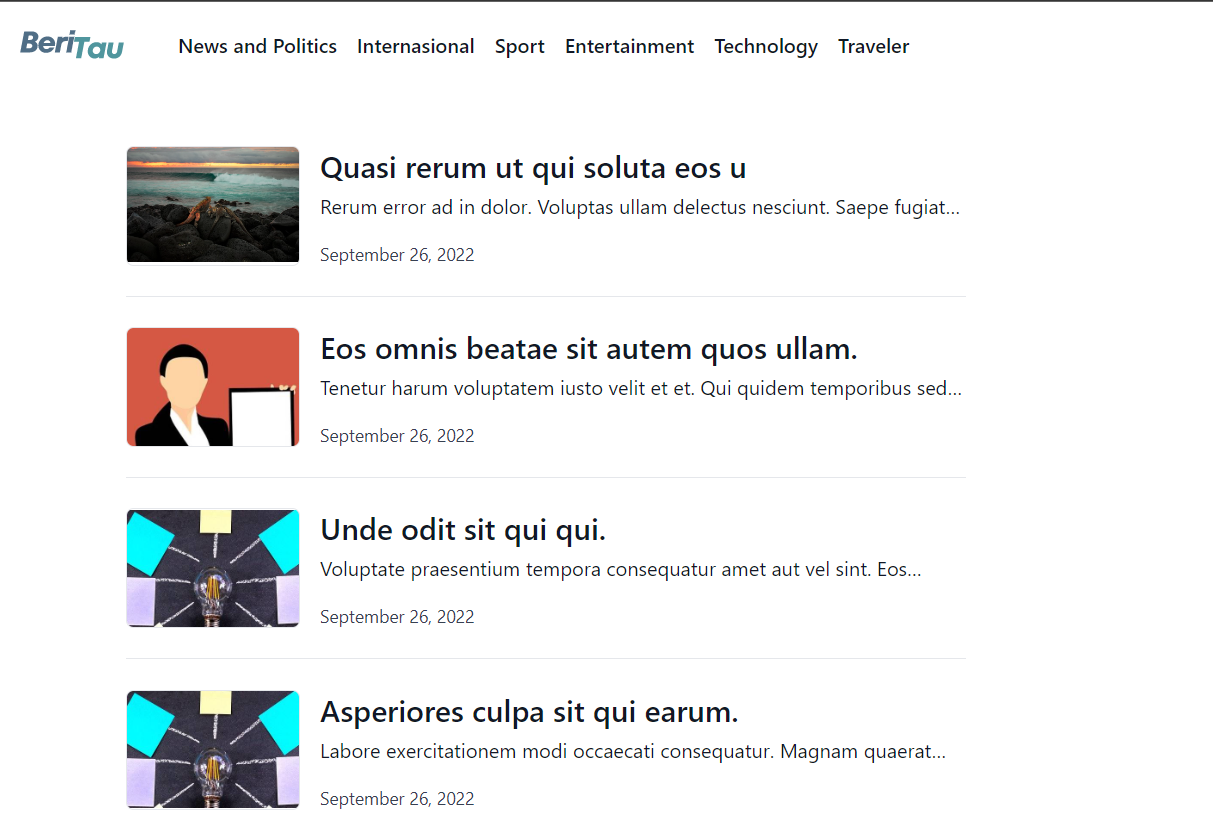 BeriTau
News and Politics Internasional Sport Entertainment Technology Traveler
Quasi rerum ut qui soluta eos u
Rerum error ad in dolor. Voluptas ullam delectus nesciunt. Saepe fugiat...
September 26, 2022
Eos omnis beatae sit autem quos ullam.
Tenetur harum voluptatem iusto velit et et. Qui quidem temporibus sed...
September 26, 2022
Unde odit sit qui qui.
Voluptate praesentium tempora consequatur amet aut vel sint. Eos...
September 26, 2022
Asperiores culpa sit qui earum.
Labore exercitationem modi occaecati consequatur. Magnam quaerat...
September 26, 2022